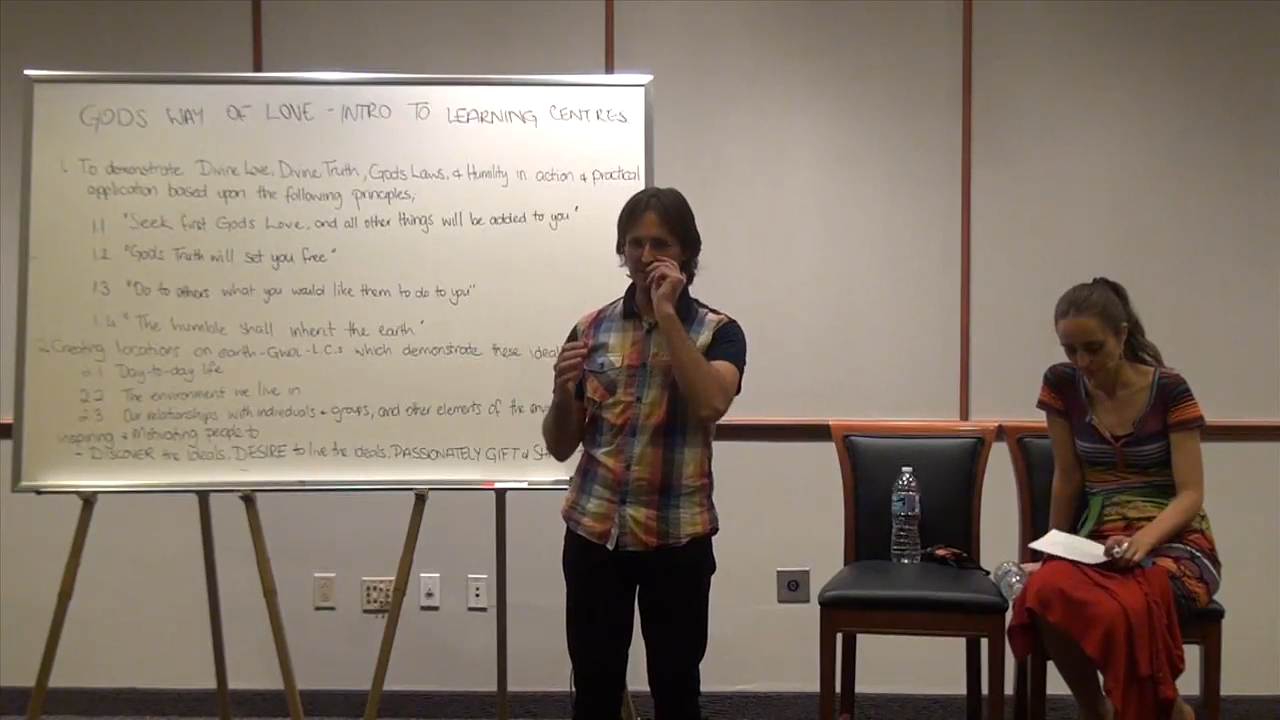 GODS WAY OF LOVE - INTRO TO LEARNING CENTRES
1. To demonstrate Divine Love, Divine Truth, Gods Laws, & Humility in action & practical
application based upon the following principles;
1.1 "Seek first Gods Love, and all other things will be added to you"
1.2 "Gods Truth will set you free"
1.3 "Do to others what you would like them to do to you"
1.4 "The humble shall inherit the earth"
2. Creating locations on earth - GWOL - L.C.s which demonstrate these
2.1 Day-to-day life
2.2 The environment we live in
2.3 Our relationships with individuals + groups, and other elements of the
inspiring + Motivating people to
- DISCOVER the ideals, DESIRE to live the ideals, PASSIONATELY GIFT &